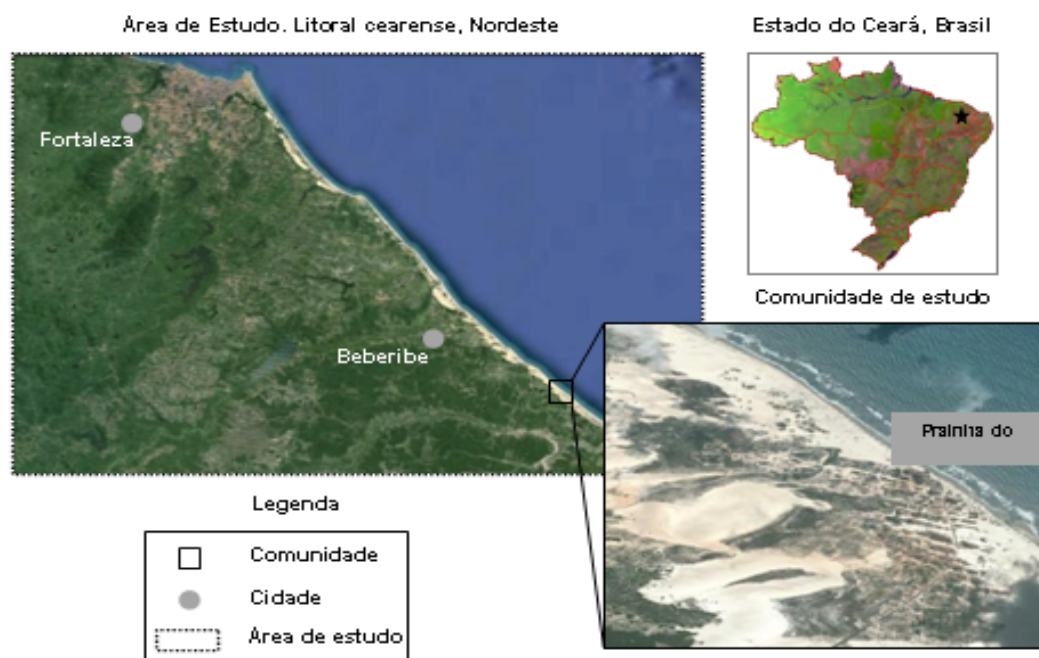 Área de Estudo. Litoral cearense, Nordeste
Estado do Ceará, Brasil
Fortaleza
Beberibe
Comunidade de estudo
Prainha do
Legenda
Comunidade
Cidade
Área de estudo